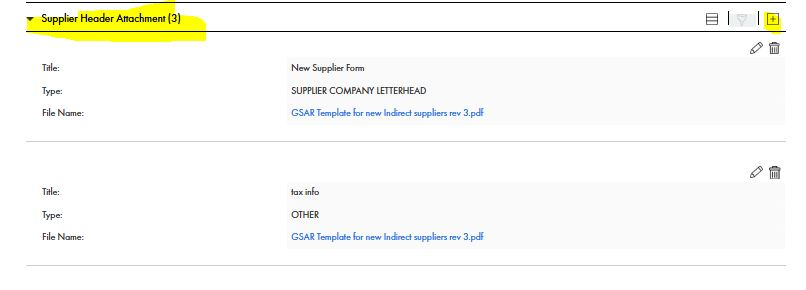 Supplier Header Attachment (3)
Title: New Supplier Form
Type: SUPPLIER COMPANY LETTERHEAD
File Name: GSAR Template for new Indirect suppliers rev 3.pdf
Title: tax info
Type: OTHER
File Name: GSAR Template for new Indirect suppliers rev 3.pdf